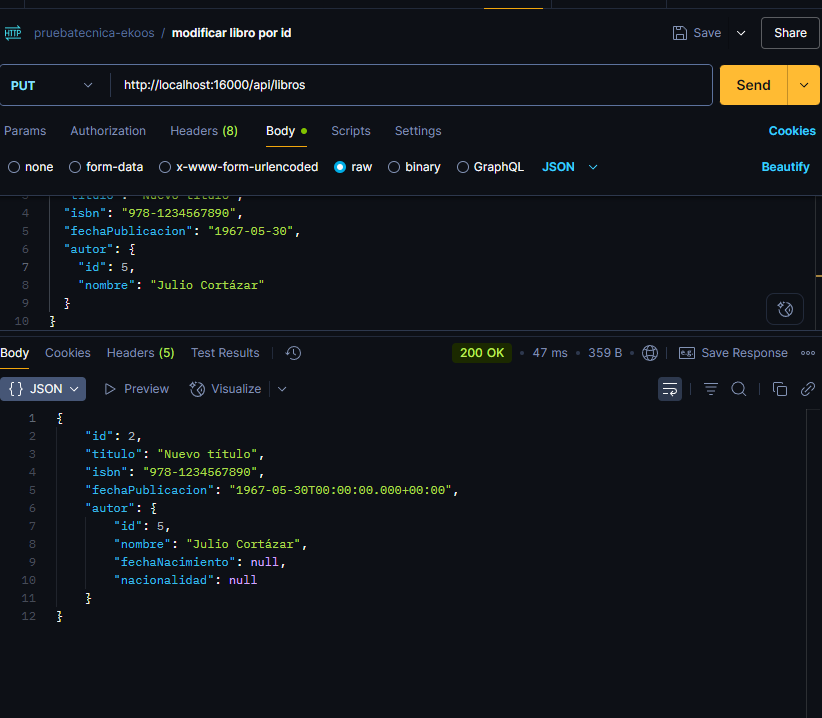 HTTP pruebatecnica-ekoos / modificar libro por id Save Share
PUT http://localhost:16000/api/libros Send
Params Authorization Headers (8) Body Scripts Settings Cookies
none form-data x-www-form-urlencoded raw binary GraphQL JSON Beautify
3 "titulo": "Nuevo título",
4 "isbn": "978-1234567890",
5 "fechaPublicacion": "1967-05-30",
6 "autor": {
7 "id": 5,
8 "nombre": "Julio Cortázar"
9 }
10 }
Body Cookies Headers (5) Test Results 200 OK • 47 ms • 359 B • e.g. Save Response
{} JSON Preview Visualize
1 {
2 "id": 2,
3 "titulo": "Nuevo título",
4 "isbn": "978-1234567890",
5 "fechaPublicacion": "1967-05-30T00:00:00.000+00:00",
6 "autor": {
7 "id": 5,
8 "nombre": "Julio Cortázar",
9 "fechaNacimiento": null,
10 "nacionalidad": null
11 }
12 }